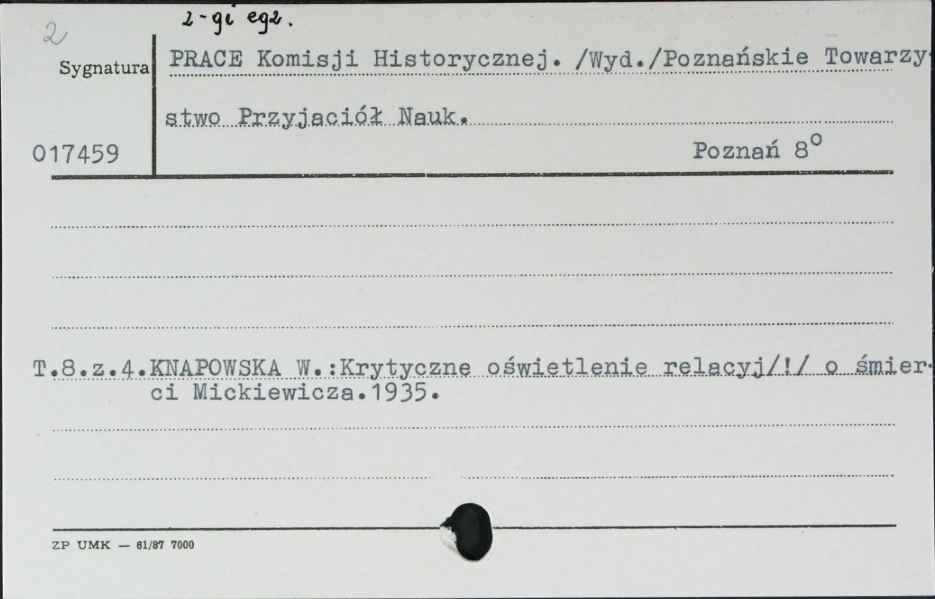 2
2-gi egz.
Sygnatura
017459
PRACE Komisji Historycznej. /Wyd./Poznańskie Towarzy-
stwo Przyjaciół Nauk.
Poznań 8°
T.8.z.4.KNAPOWSKA W.:Krytyczne oświetlenie relacyj/!/ o śmier-
ci Mickiewicza.1935.
ZP UMK — 61/87 7000